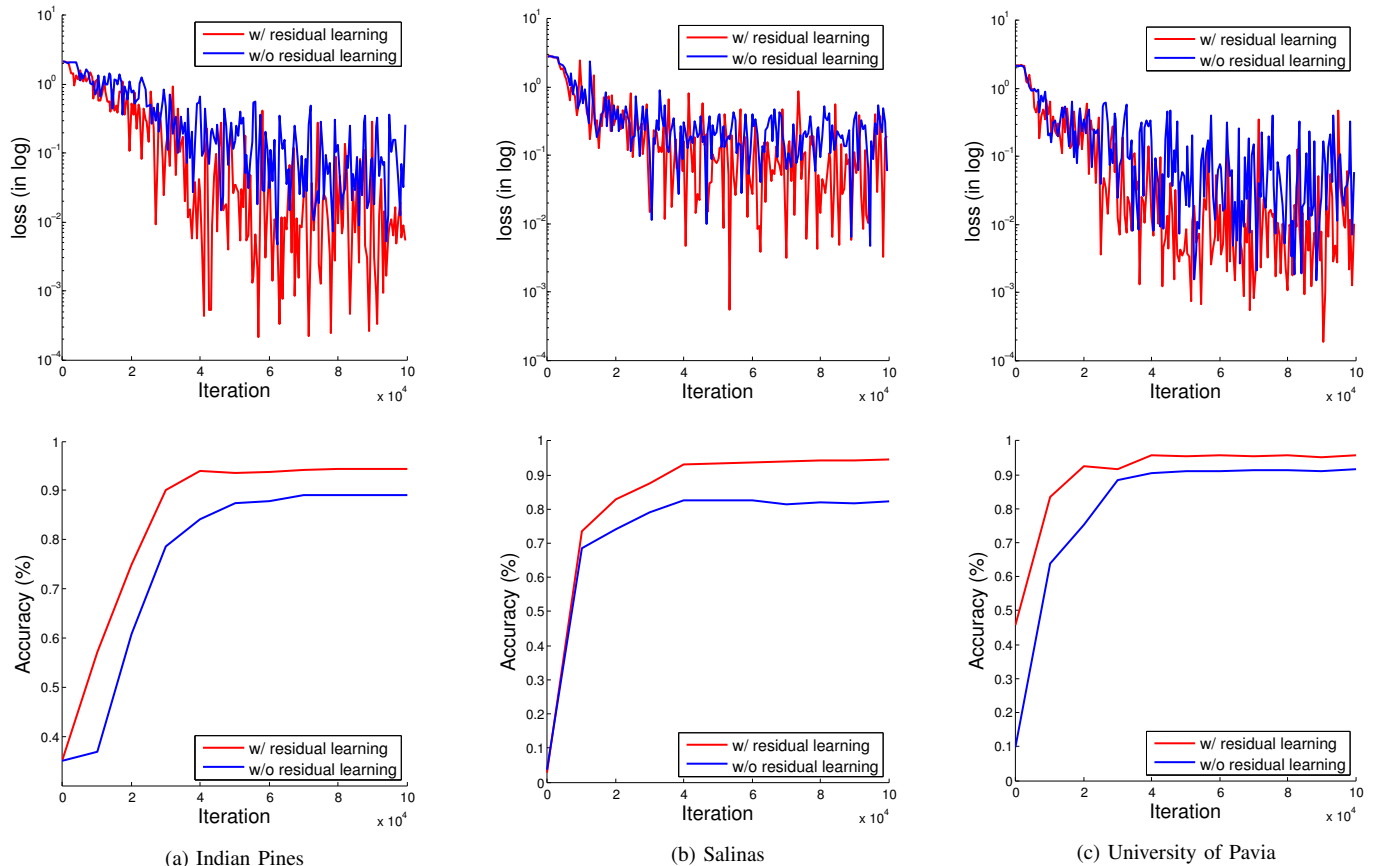 10^1
10^0
10^−1
10^−2
10^−3
10^−4
loss (in log)
w/ residual learning
w/o residual learning
0 2 4 6 8 10
Iteration
x 10^4
10^1
10^0
10^−1
10^−2
10^−3
10^−4
loss (in log)
w/ residual learning
w/o residual learning
0 2 4 6 8 10
Iteration
x 10^4
10^1
10^0
10^−1
10^−2
10^−3
10^−4
loss (in log)
w/ residual learning
w/o residual learning
0 2 4 6 8 10
Iteration
x 10^4
1
0.9
0.8
0.7
0.6
0.5
0.4
Accuracy (%)
w/ residual learning
w/o residual learning
0 2 4 6 8 10
Iteration
x 10^4
(a) Indian Pines
1
0.9
0.8
0.7
0.6
0.5
0.4
0.3
0.2
0.1
0
Accuracy (%)
w/ residual learning
w/o residual learning
0 2 4 6 8 10
Iteration
x 10^4
(b) Salinas
1
0.9
0.8
0.7
0.6
0.5
0.4
0.3
0.2
0.1
0
Accuracy (%)
w/ residual learning
w/o residual learning
0 2 4 6 8 10
Iteration
x 10^4
(c) University of Pavia